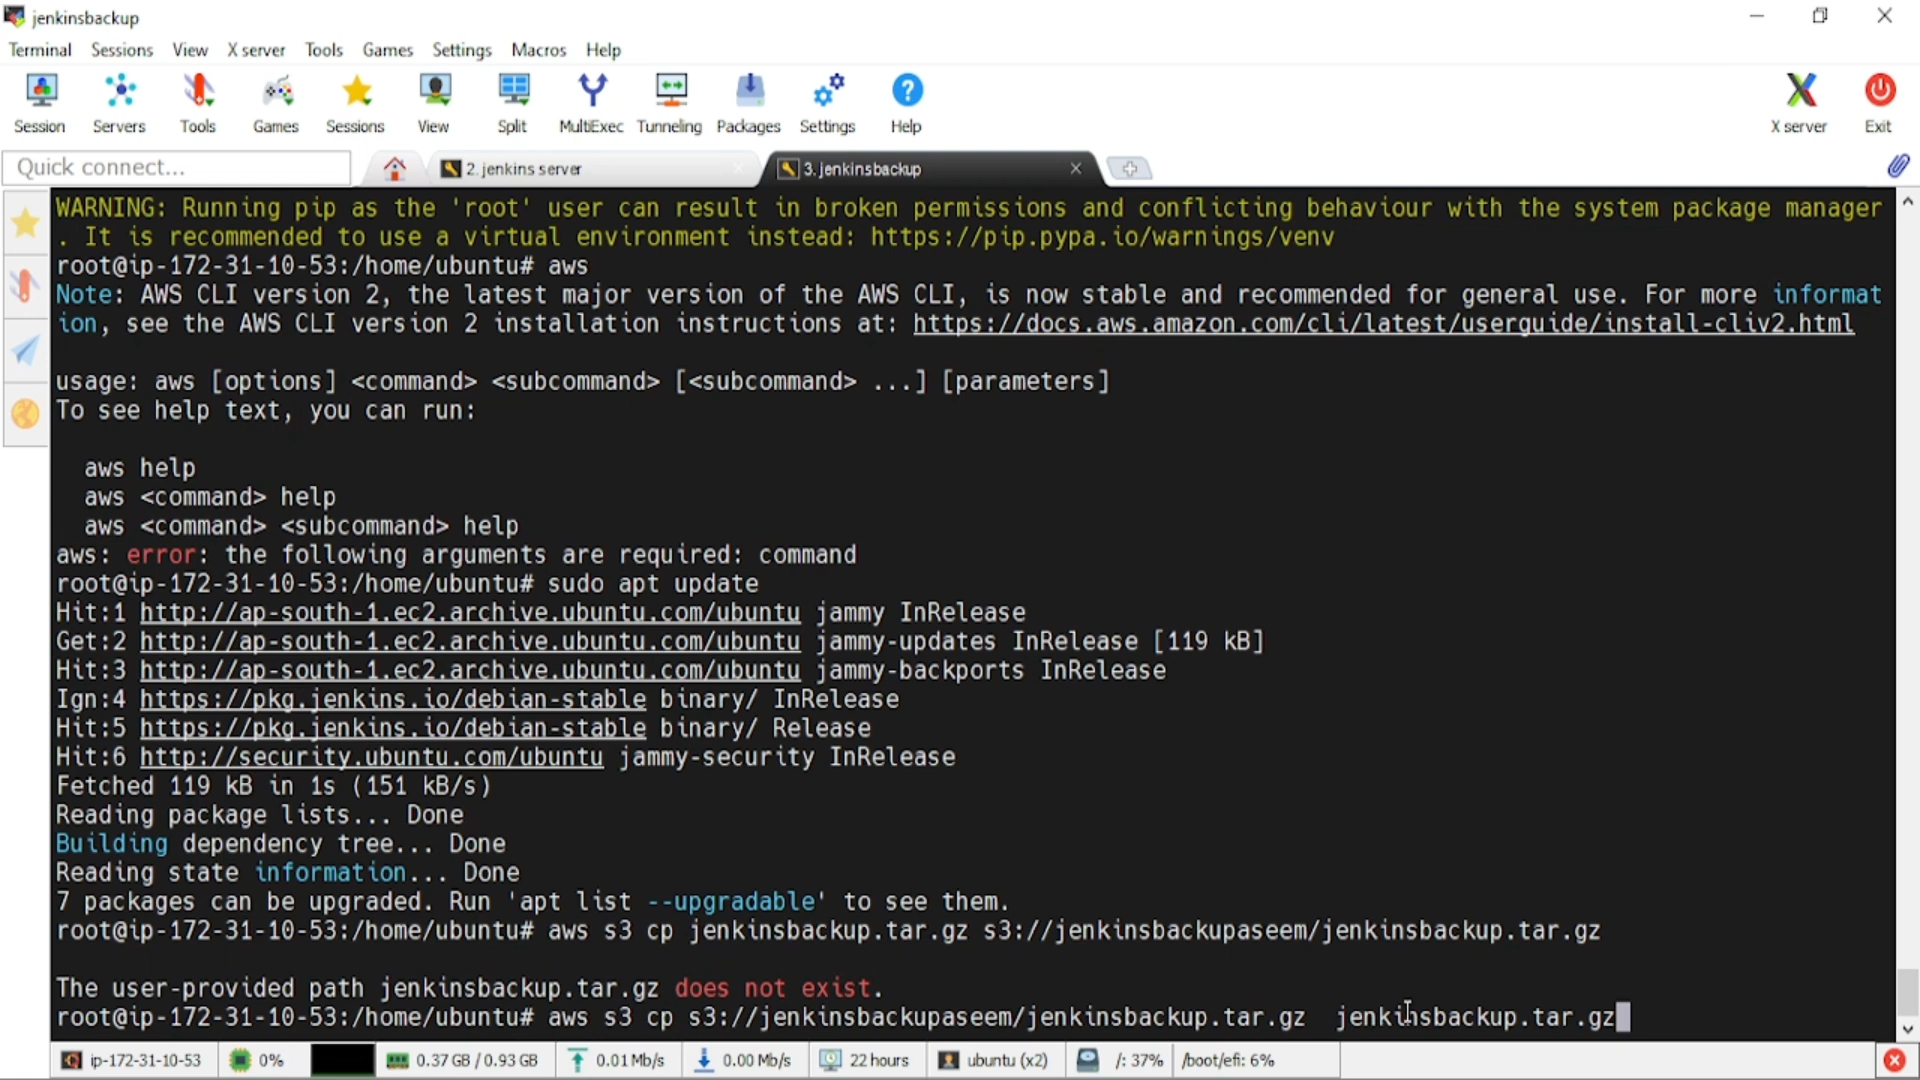 jenkinsbackup
Terminal Sessions View X server Tools Games Settings Macros Help
Session Servers Tools Games Sessions View Split MultiExec Tunneling Packages Settings Help X server Exit
Quick connect... 2. jenkins server 3. jenkinsbackup
WARNING: Running pip as the 'root' user can result in broken permissions and conflicting behaviour with the system package manager
. It is recommended to use a virtual environment instead: https://pip.pypa.io/warnings/venv
root@ip-172-31-10-53:/home/ubuntu# aws
Note: AWS CLI version 2, the latest major version of the AWS CLI, is now stable and recommended for general use. For more informat
ion, see the AWS CLI version 2 installation instructions at: https://docs.aws.amazon.com/cli/latest/userguide/install-cliv2.html
usage: aws [options] <command> <subcommand> [<subcommand> ...] [parameters]
To see help text, you can run:
aws help
aws <command> help
aws <command> <subcommand> help
aws: error: the following arguments are required: command
root@ip-172-31-10-53:/home/ubuntu# sudo apt update
Hit:1 http://ap-south-1.ec2.archive.ubuntu.com/ubuntu jammy InRelease
Get:2 http://ap-south-1.ec2.archive.ubuntu.com/ubuntu jammy-updates InRelease [119 kB]
Hit:3 http://ap-south-1.ec2.archive.ubuntu.com/ubuntu jammy-backports InRelease
Ign:4 https://pkg.jenkins.io/debian-stable binary/ InRelease
Hit:5 https://pkg.jenkins.io/debian-stable binary/ Release
Hit:6 http://security.ubuntu.com/ubuntu jammy-security InRelease
Fetched 119 kB in 1s (151 kB/s)
Reading package lists... Done
Building dependency tree... Done
Reading state information... Done
7 packages can be upgraded. Run 'apt list --upgradable' to see them.
root@ip-172-31-10-53:/home/ubuntu# aws s3 cp jenkinsbackup.tar.gz s3://jenkinsbackupaseem/jenkinsbackup.tar.gz
The user-provided path jenkinsbackup.tar.gz does not exist.
root@ip-172-31-10-53:/home/ubuntu# aws s3 cp s3://jenkinsbackupaseem/jenkinsbackup.tar.gz  jenkinsbackup.tar.gz
ip-172-31-10-53 0% 0.37 GB / 0.93 GB 0.01 Mb/s 0.00 Mb/s 22 hours ubuntu (x2) /: 37% /boot/efi: 6%